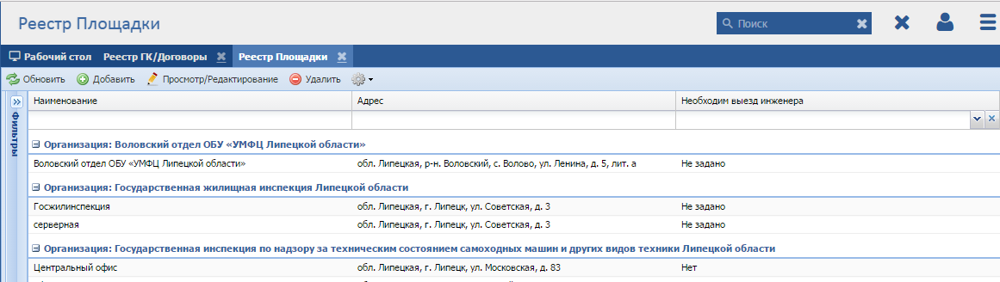 Реестр Площадки
Поиск
Рабочий стол Реестр ГК/Договоры Реестр Площадки
Обновить Добавить Просмотр/Редактирование Удалить
Фильтры
Наименование Адрес Необходим выезд инженера
Организация: Воловский отдел ОБУ «УМФЦ Липецкой области»
Воловский отдел ОБУ «УМФЦ Липецкой области» обл. Липецкая, р-н. Воловский, с. Волово, ул. Ленина, д. 5, лит. а Не задано
Организация: Государственная жилищная инспекция Липецкой области
Госжилинспекция обл. Липецкая, г. Липецк, ул. Советская, д. 3 Не задано
серверная обл. Липецкая, г. Липецк, ул. Советская, д. 3 Не задано
Организация: Государственная инспекция по надзору за техническим состоянием самоходных машин и других видов техники Липецкой области
Центральный офис обл. Липецкая, г. Липецк, ул. Московская, д. 83 Нет